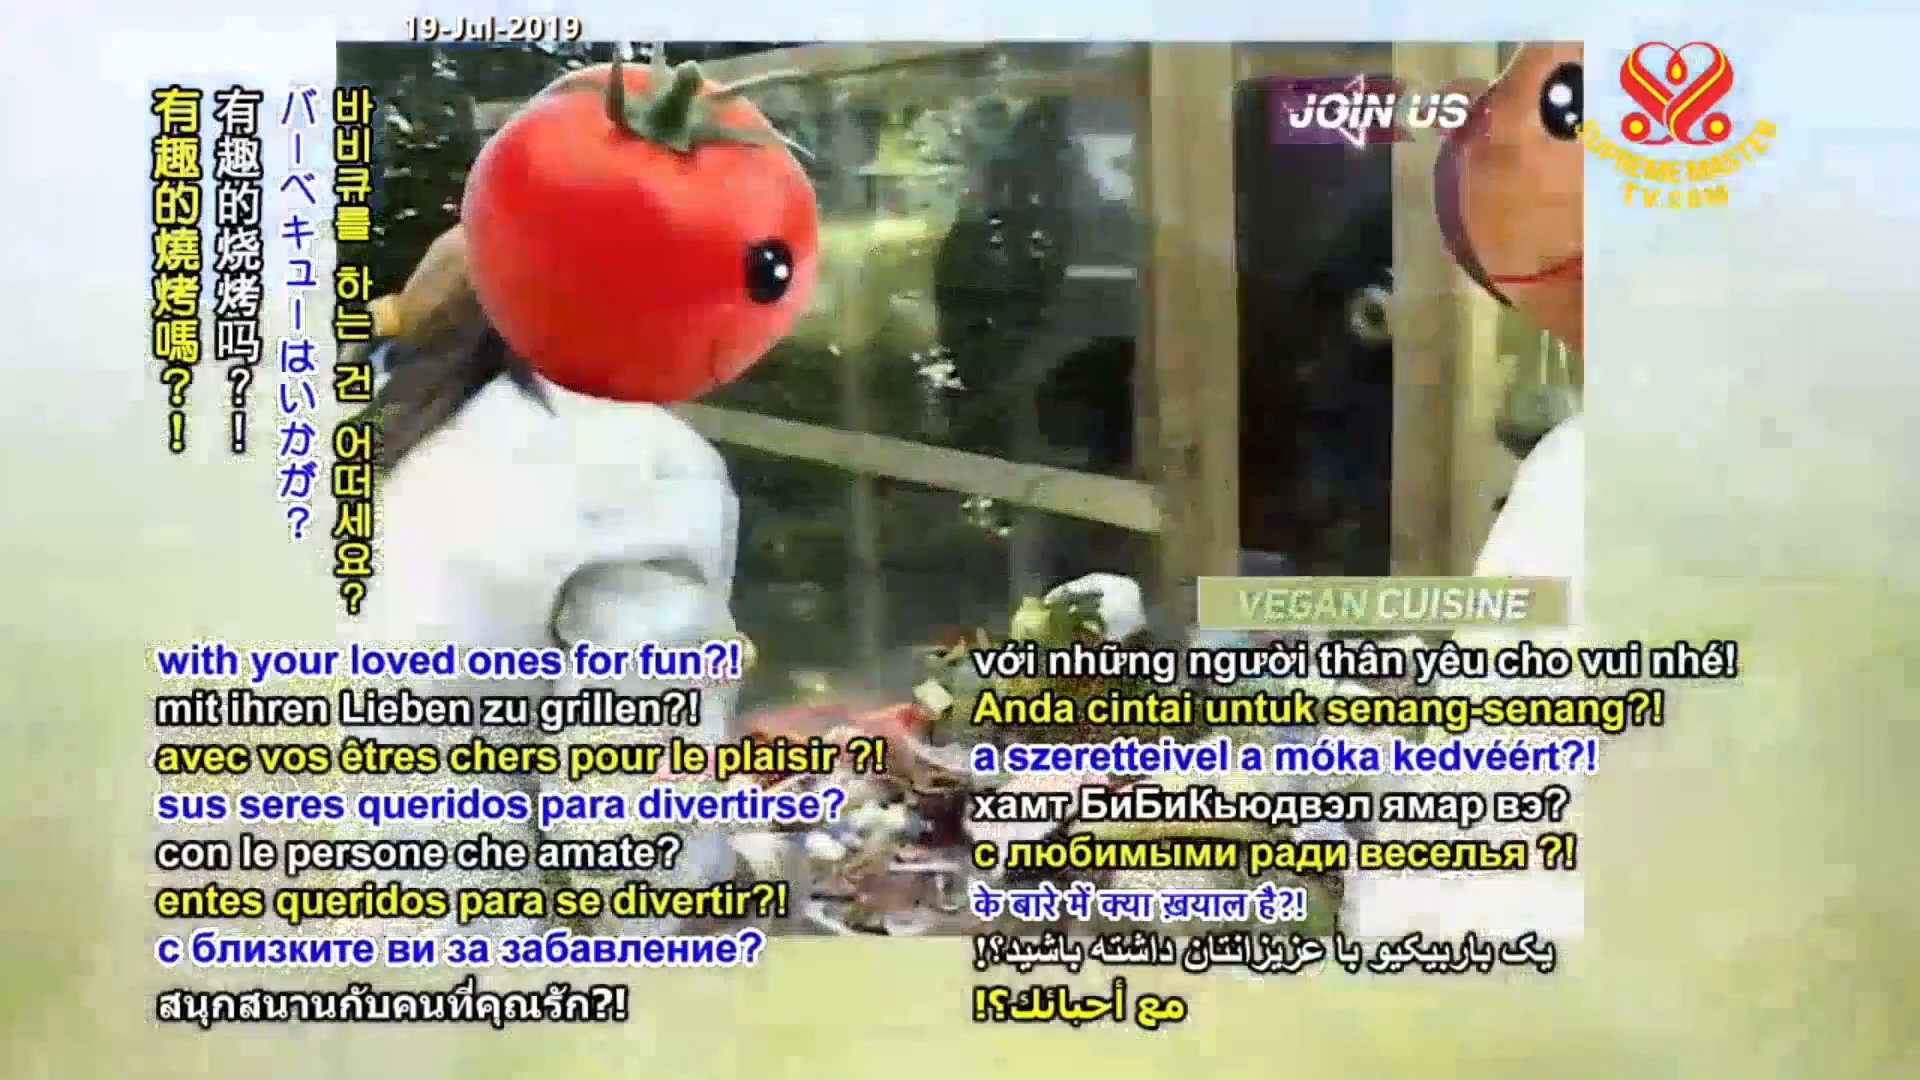 19-Jul-2019
有趣的燒烤嗎?!
有趣的烧烤吗?!
バーベキューはいかが?
바비큐를 하는 건 어떠세요?
JOIN US
SUPREME MASTER
TV.COM
VEGAN CUISINE
with your loved ones for fun?!
mit ihren Lieben zu grillen?!
avec vos êtres chers pour le plaisir ?!
sus seres queridos para divertirse?
con le persone che amate?
entes queridos para se divertir?!
с близките ви за забавление?
สนุกสนานกับคนที่คุณรัก?!
với những người thân yêu cho vui nhé!
Anda cintai untuk senang-senang?!
a szeretteivel a móka kedvéért?!
хамт БиБиКьюдвэл ямар вэ?
с любимыми ради веселья ?!
के बारे में क्या ख़याल है?!
یک باربیکیو با عزیزانتان داشته باشید؟!
مع أحبائك؟!